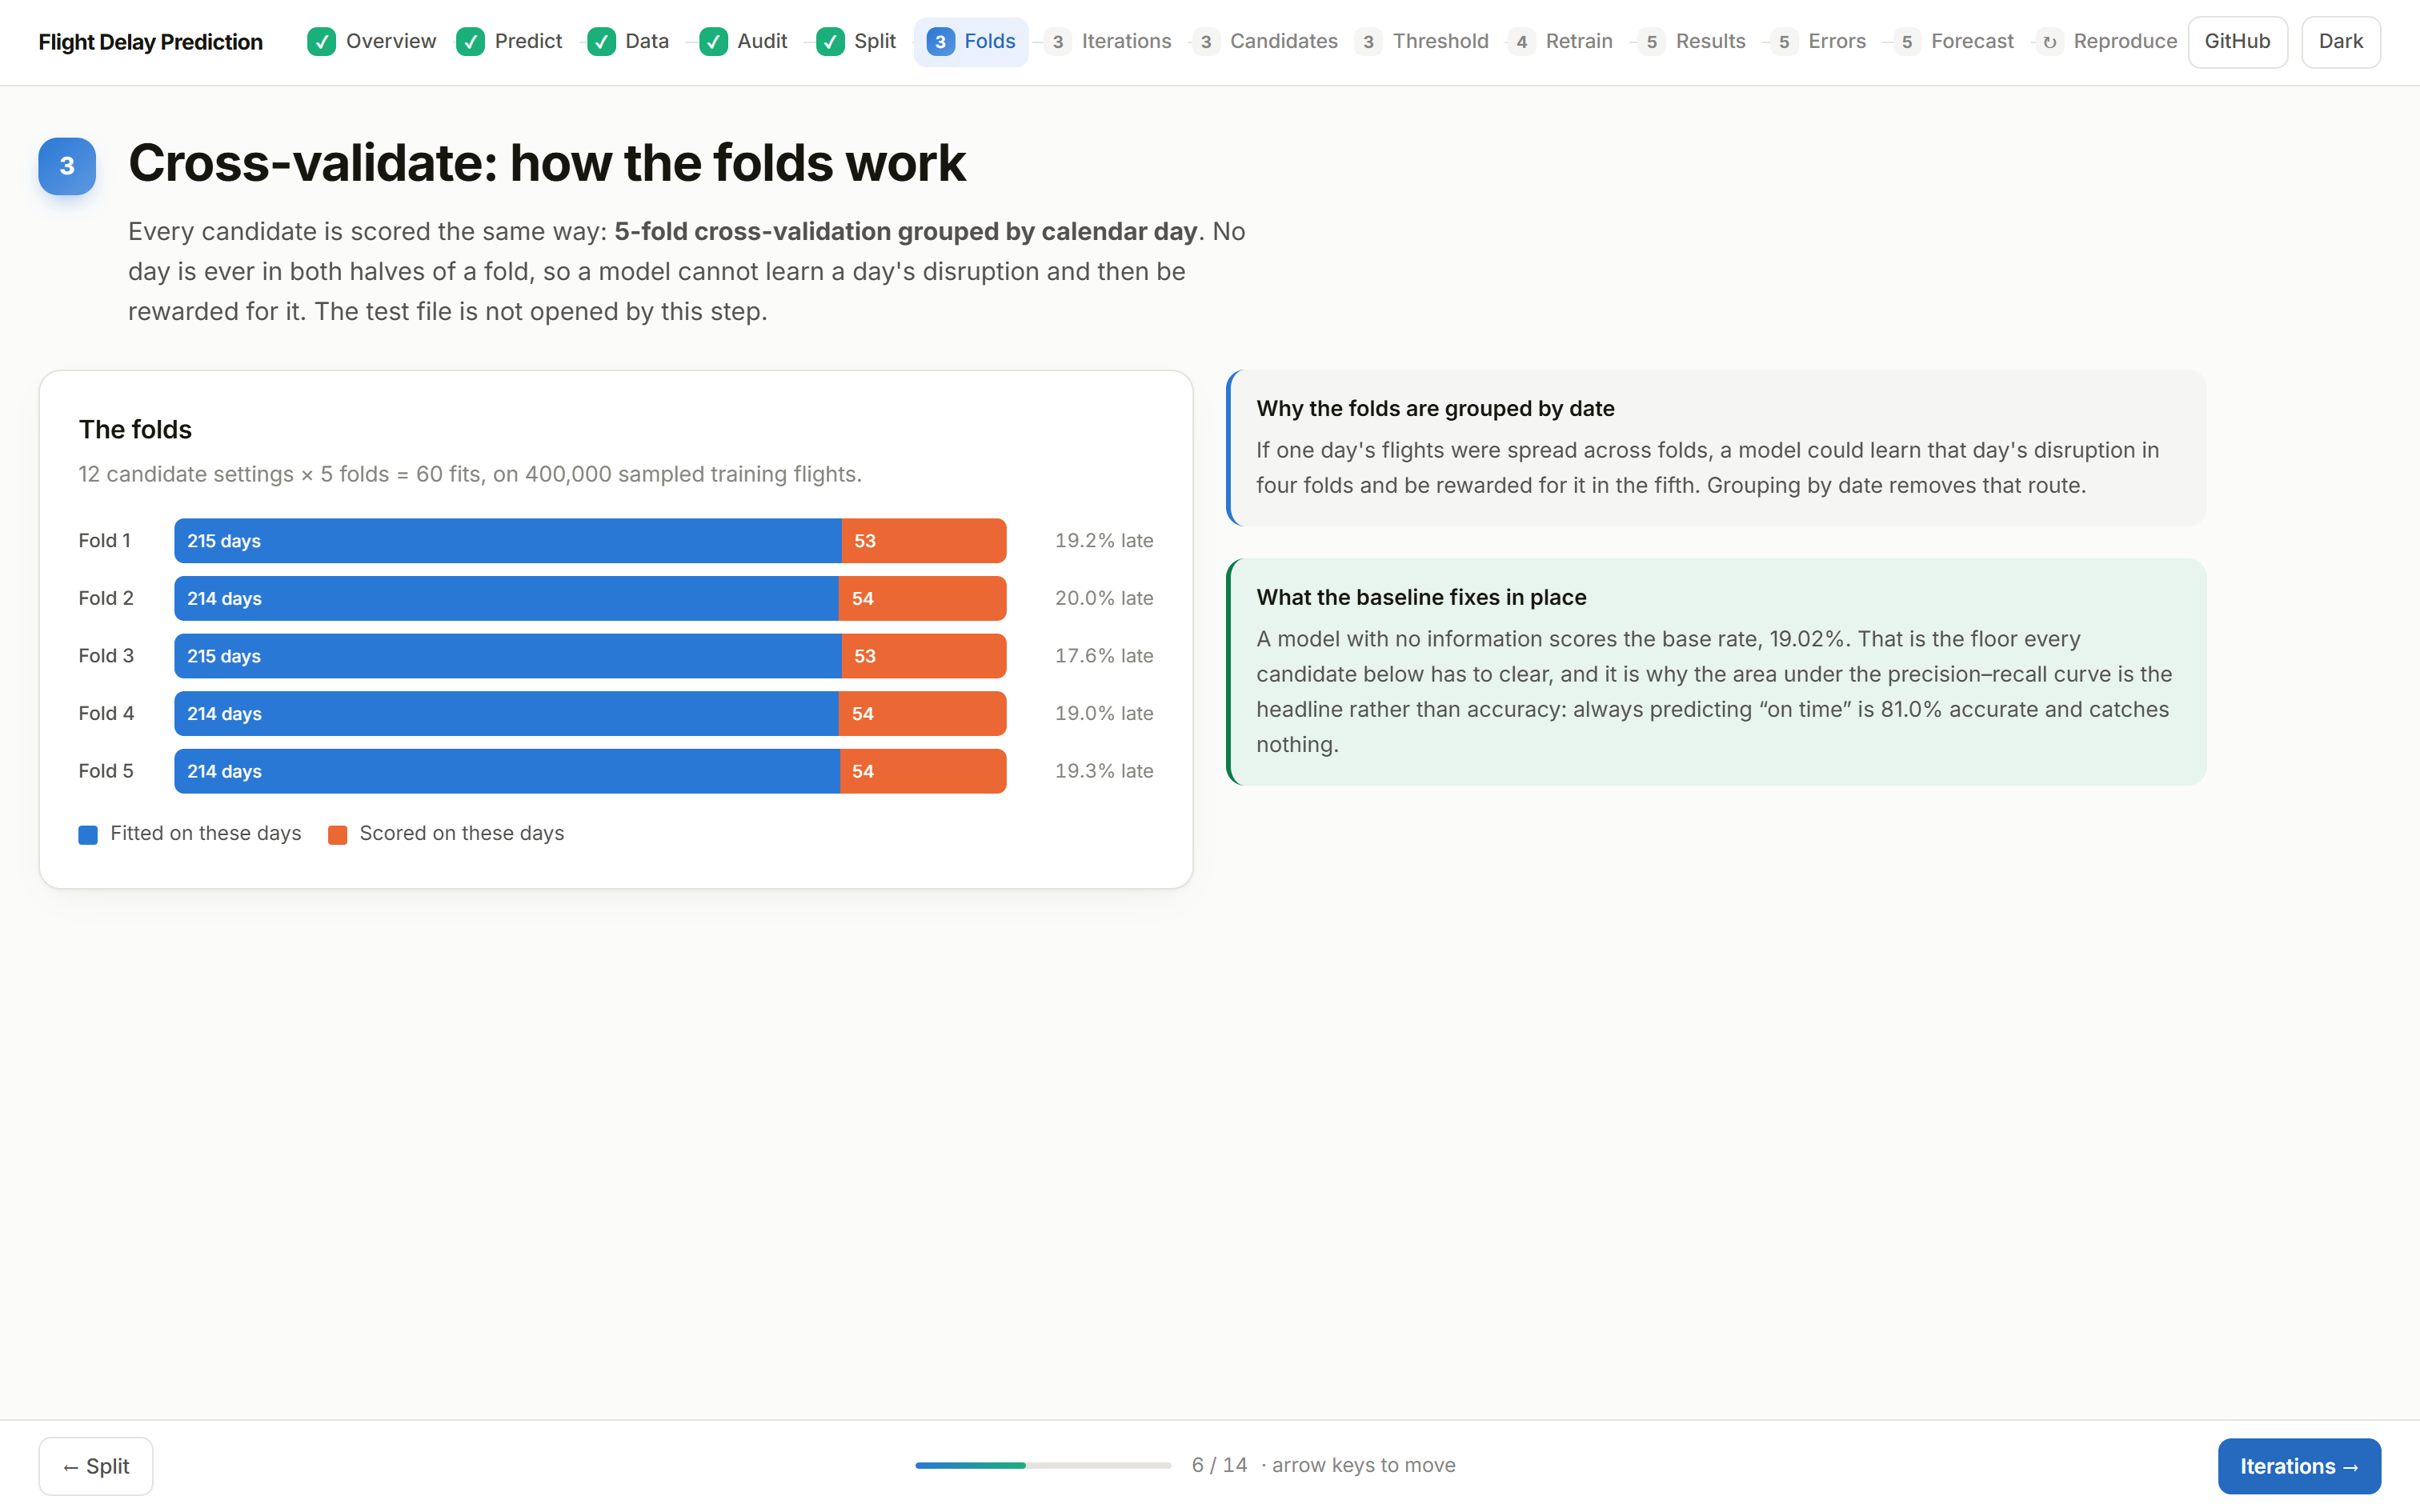 Flight Delay Prediction
✓ Overview
✓ Predict
✓ Data
✓ Audit
✓ Split
3 Folds
3 Iterations
3 Candidates
3 Threshold
4 Retrain
5 Results
5 Errors
5 Forecast
↻ Reproduce
GitHub
Dark
3
Cross-validate: how the folds work
Every candidate is scored the same way: 5-fold cross-validation grouped by calendar day. No
day is ever in both halves of a fold, so a model cannot learn a day's disruption and then be
rewarded for it. The test file is not opened by this step.
The folds
12 candidate settings × 5 folds = 60 fits, on 400,000 sampled training flights.
Fold 1 215 days 53 19.2% late
Fold 2 214 days 54 20.0% late
Fold 3 215 days 53 17.6% late
Fold 4 214 days 54 19.0% late
Fold 5 214 days 54 19.3% late
Fitted on these days Scored on these days
Why the folds are grouped by date
If one day's flights were spread across folds, a model could learn that day's disruption in
four folds and be rewarded for it in the fifth. Grouping by date removes that route.
What the baseline fixes in place
A model with no information scores the base rate, 19.02%. That is the floor every
candidate below has to clear, and it is why the area under the precision–recall curve is the
headline rather than accuracy: always predicting “on time” is 81.0% accurate and catches
nothing.
← Split
6 / 14 · arrow keys to move
Iterations →